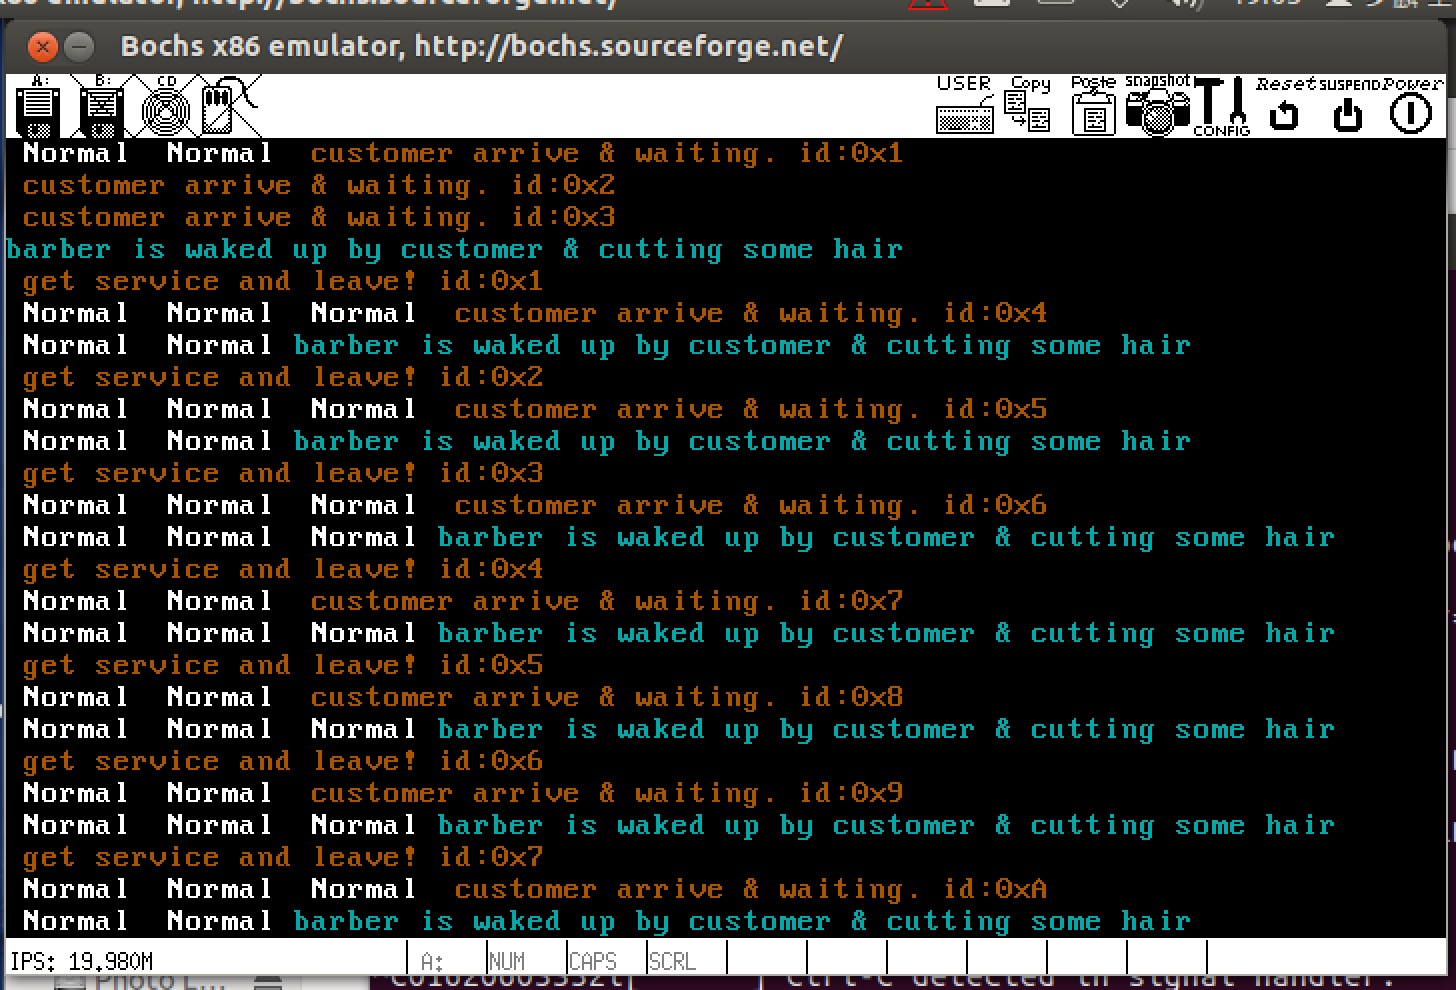 Bochs x86 emulator, http://bochs.sourceforge.net/
A: B: CD USER Copy Paste snapshot CONFIG Reset SUSPEND Power
Normal Normal customer arrive & waiting. id:0x1
customer arrive & waiting. id:0x2
customer arrive & waiting. id:0x3
barber is waked up by customer & cutting some hair
get service and leave! id:0x1
Normal Normal Normal customer arrive & waiting. id:0x4
Normal Normal barber is waked up by customer & cutting some hair
get service and leave! id:0x2
Normal Normal Normal customer arrive & waiting. id:0x5
Normal Normal barber is waked up by customer & cutting some hair
get service and leave! id:0x3
Normal Normal Normal customer arrive & waiting. id:0x6
Normal Normal Normal barber is waked up by customer & cutting some hair
get service and leave! id:0x4
Normal Normal customer arrive & waiting. id:0x7
Normal Normal Normal barber is waked up by customer & cutting some hair
get service and leave! id:0x5
Normal Normal customer arrive & waiting. id:0x8
Normal Normal Normal barber is waked up by customer & cutting some hair
get service and leave! id:0x6
Normal Normal customer arrive & waiting. id:0x9
Normal Normal Normal barber is waked up by customer & cutting some hair
get service and leave! id:0x7
Normal Normal Normal customer arrive & waiting. id:0xA
Normal Normal barber is waked up by customer & cutting some hair
IPS: 19.980M A: NUM CAPS SCRL
Photo L... Ctrl-C detected in signal handler.